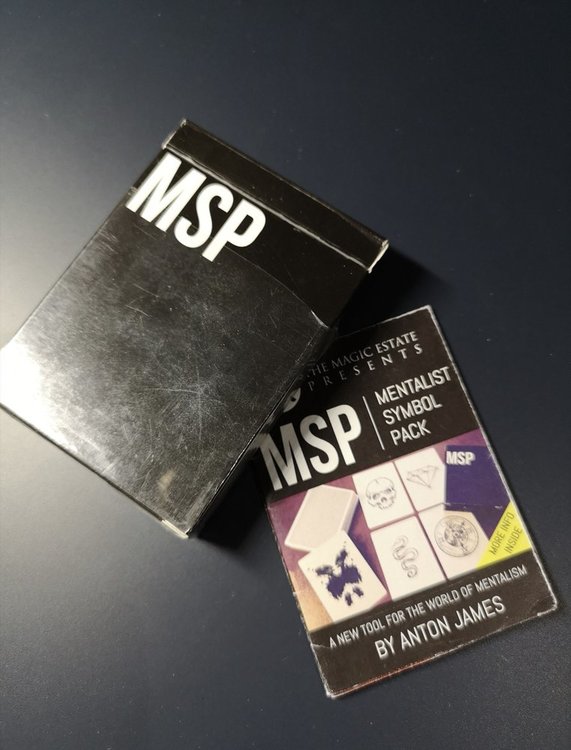 MSP
THE MAGIC ESTATE
PRESENTS
MSP
MENTALIST
SYMBOL
PACK
MSP
MORE INFO
INSIDE
A NEW TOOL FOR THE WORLD OF MENTALISM
BY ANTON JAMES